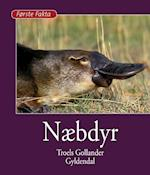 Første Fakta
Næbdyr
Troels Gollander
Gyldendal